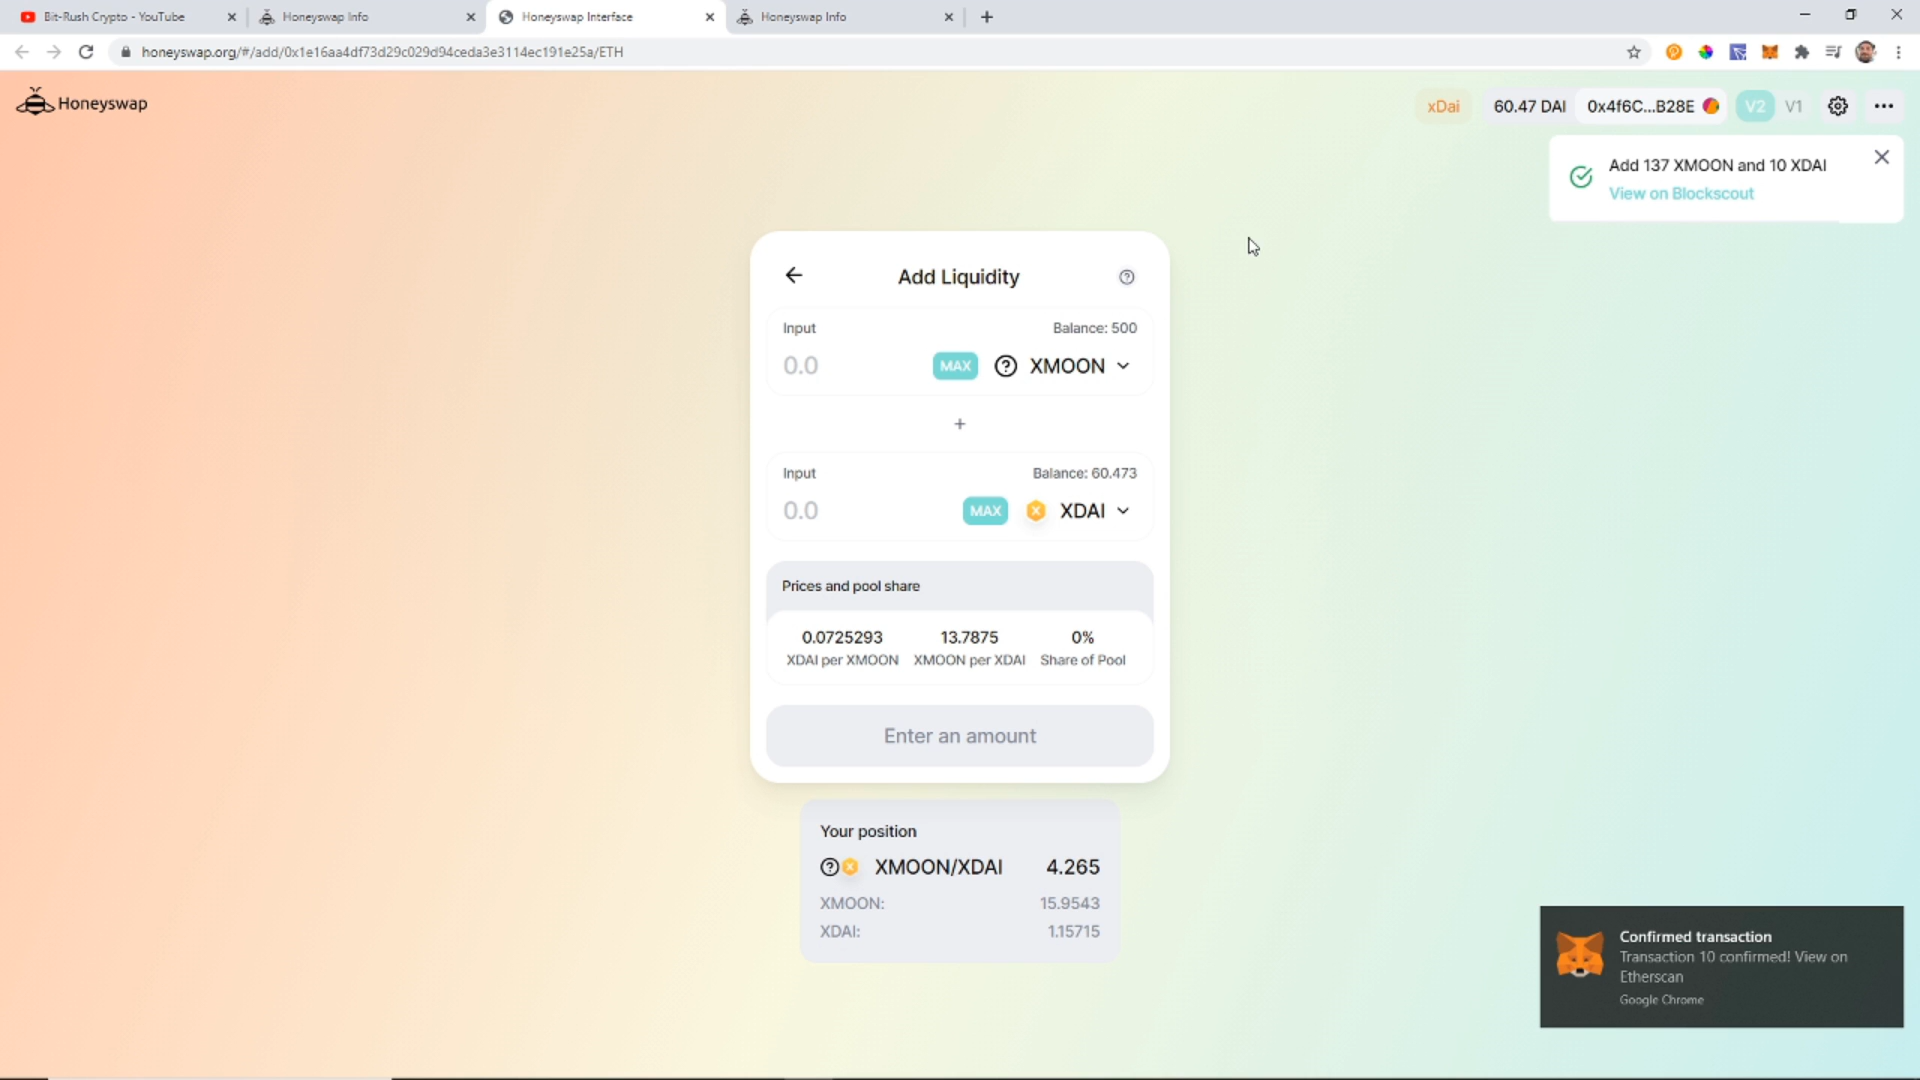 Bit-Rush Crypto - YouTube
Honeyswap Info
Honeyswap Interface
Honeyswap Info
honeyswap.org/#/add/0x1e16aa4df73d29c029d94ceda3e3114ec191e25a/ETH
Honeyswap
xDai
60.47 DAI
0x4f6C...B28E
V2
V1
Add 137 XMOON and 10 XDAI
View on Blockscout
Add Liquidity
Input
Balance: 500
0.0
MAX
XMOON
+
Input
Balance: 60.473
0.0
MAX
XDAI
Prices and pool share
0.0725293
13.7875
0%
XDAI per XMOON
XMOON per XDAI
Share of Pool
Enter an amount
Your position
XMOON/XDAI
4.265
XMOON:
15.9543
XDAI:
1.15715
Confirmed transaction
Transaction 10 confirmed! View on
Etherscan
Google Chrome